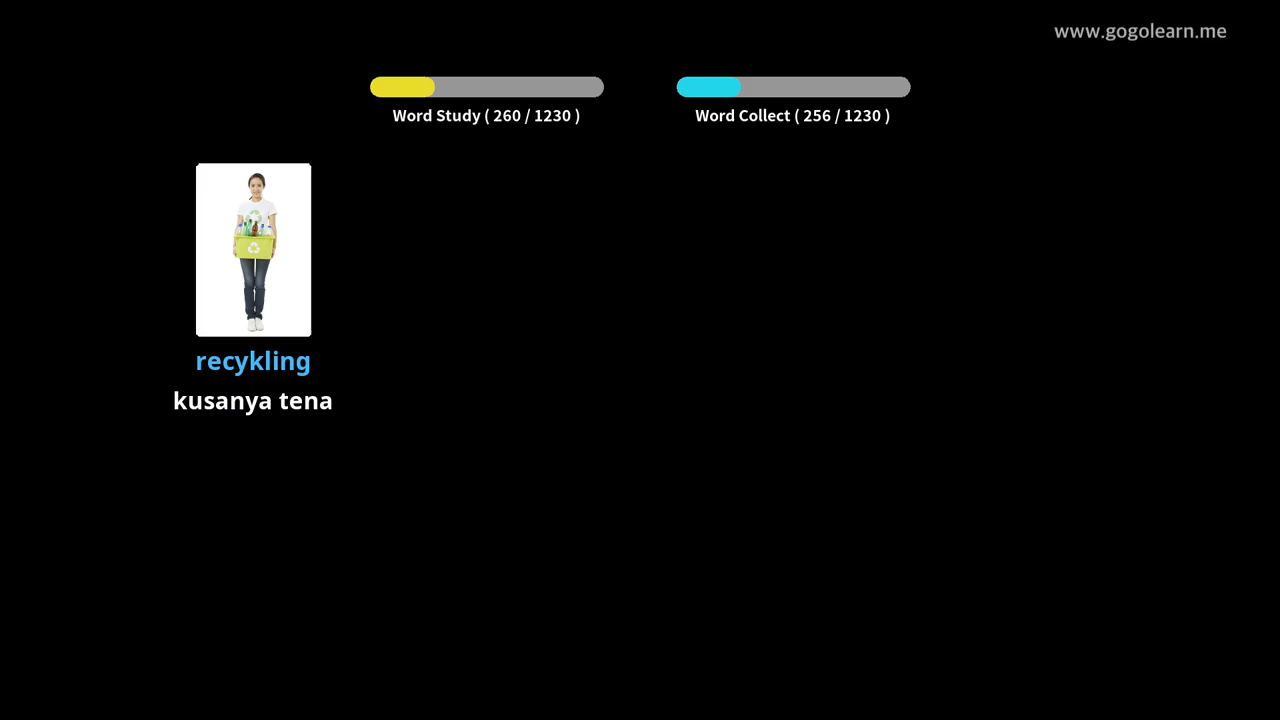 www.gogolearn.me
Word Study ( 260 / 1230 )
Word Collect ( 256 / 1230 )
recykling
kusanya tena